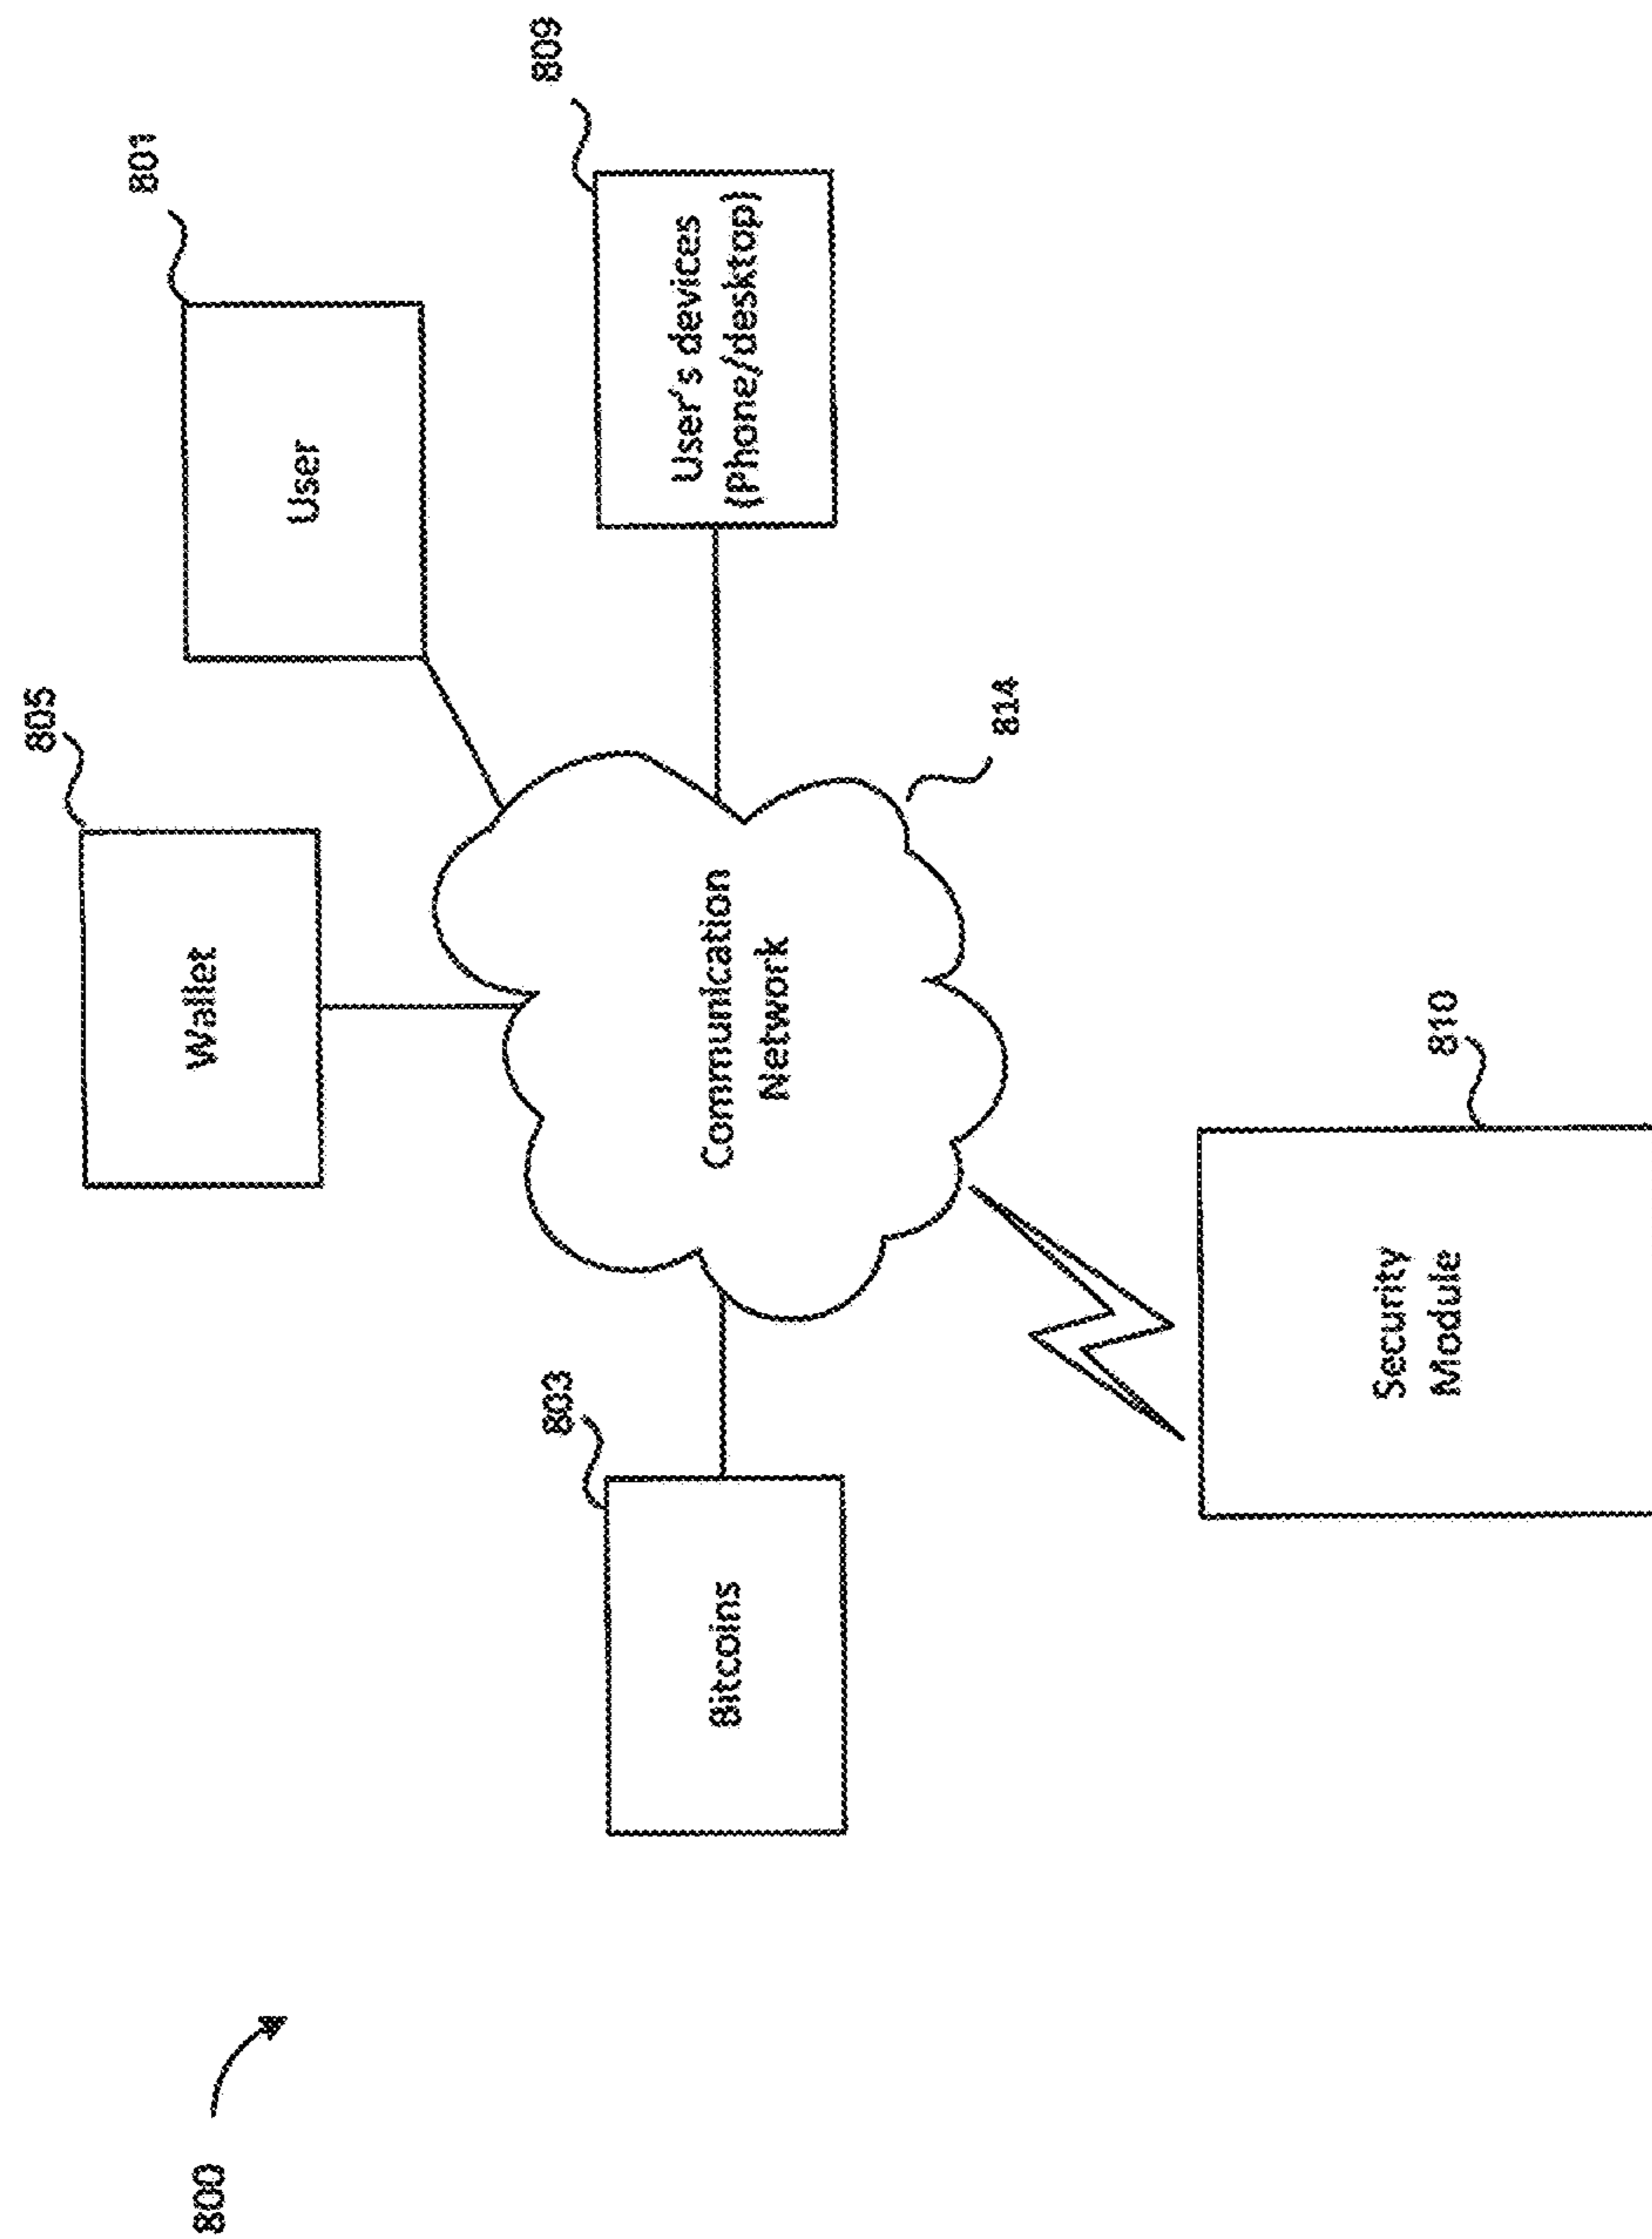 800
805
Wallet
801
User
803
Bitcoins
Communication
Network
809
User's devices
(Phone/desktop)
814
810
Security
Module